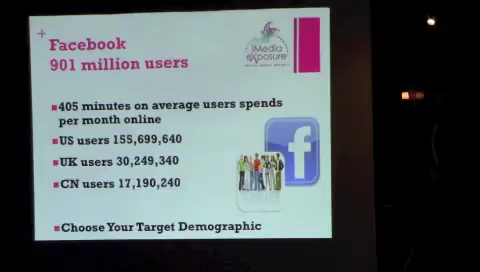 +
Facebook
901 million users
iMedia
eXposure
405 minutes on average users spends
per month online
US users 155,699,640
UK users 30,249,340
CN users 17,190,240
Choose Your Target Demographic
f